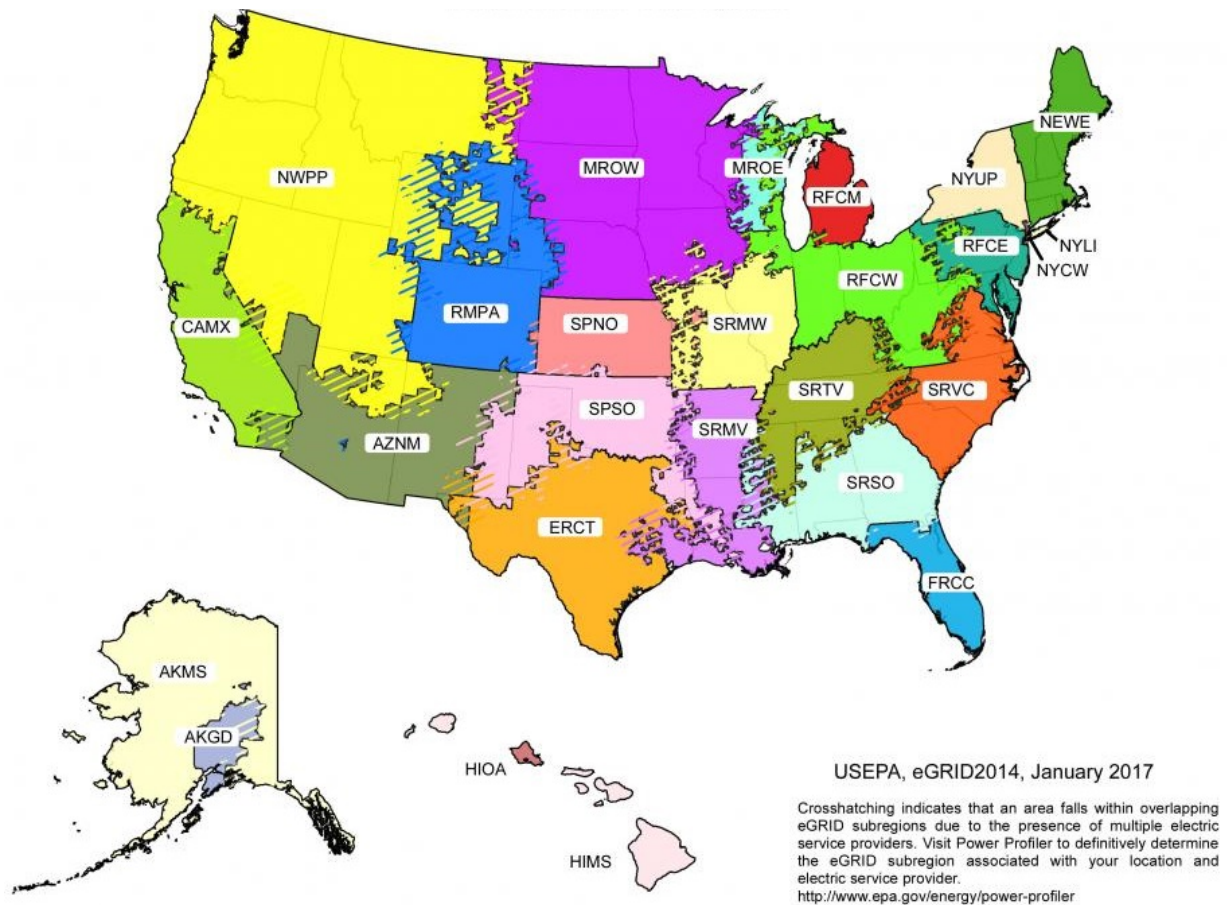 NEWE
NWPP
MROW
MROE
NYUP
RFCM
RFCE
NYLI
NYCW
RFCW
CAMX
RMPA
SPNO
SRMW
SRTV
SRVC
SPSO
SRMV
AZNM
SRSO
ERCT
FRCC
AKMS
AKGD
HIOA
HIMS
USEPA, eGRID2014, January 2017
Crosshatching indicates that an area falls within overlapping
eGRID subregions due to the presence of multiple electric
service providers. Visit Power Profiler to definitively determine
the eGRID subregion associated with your location and
electric service provider.
http://www.epa.gov/energy/power-profiler